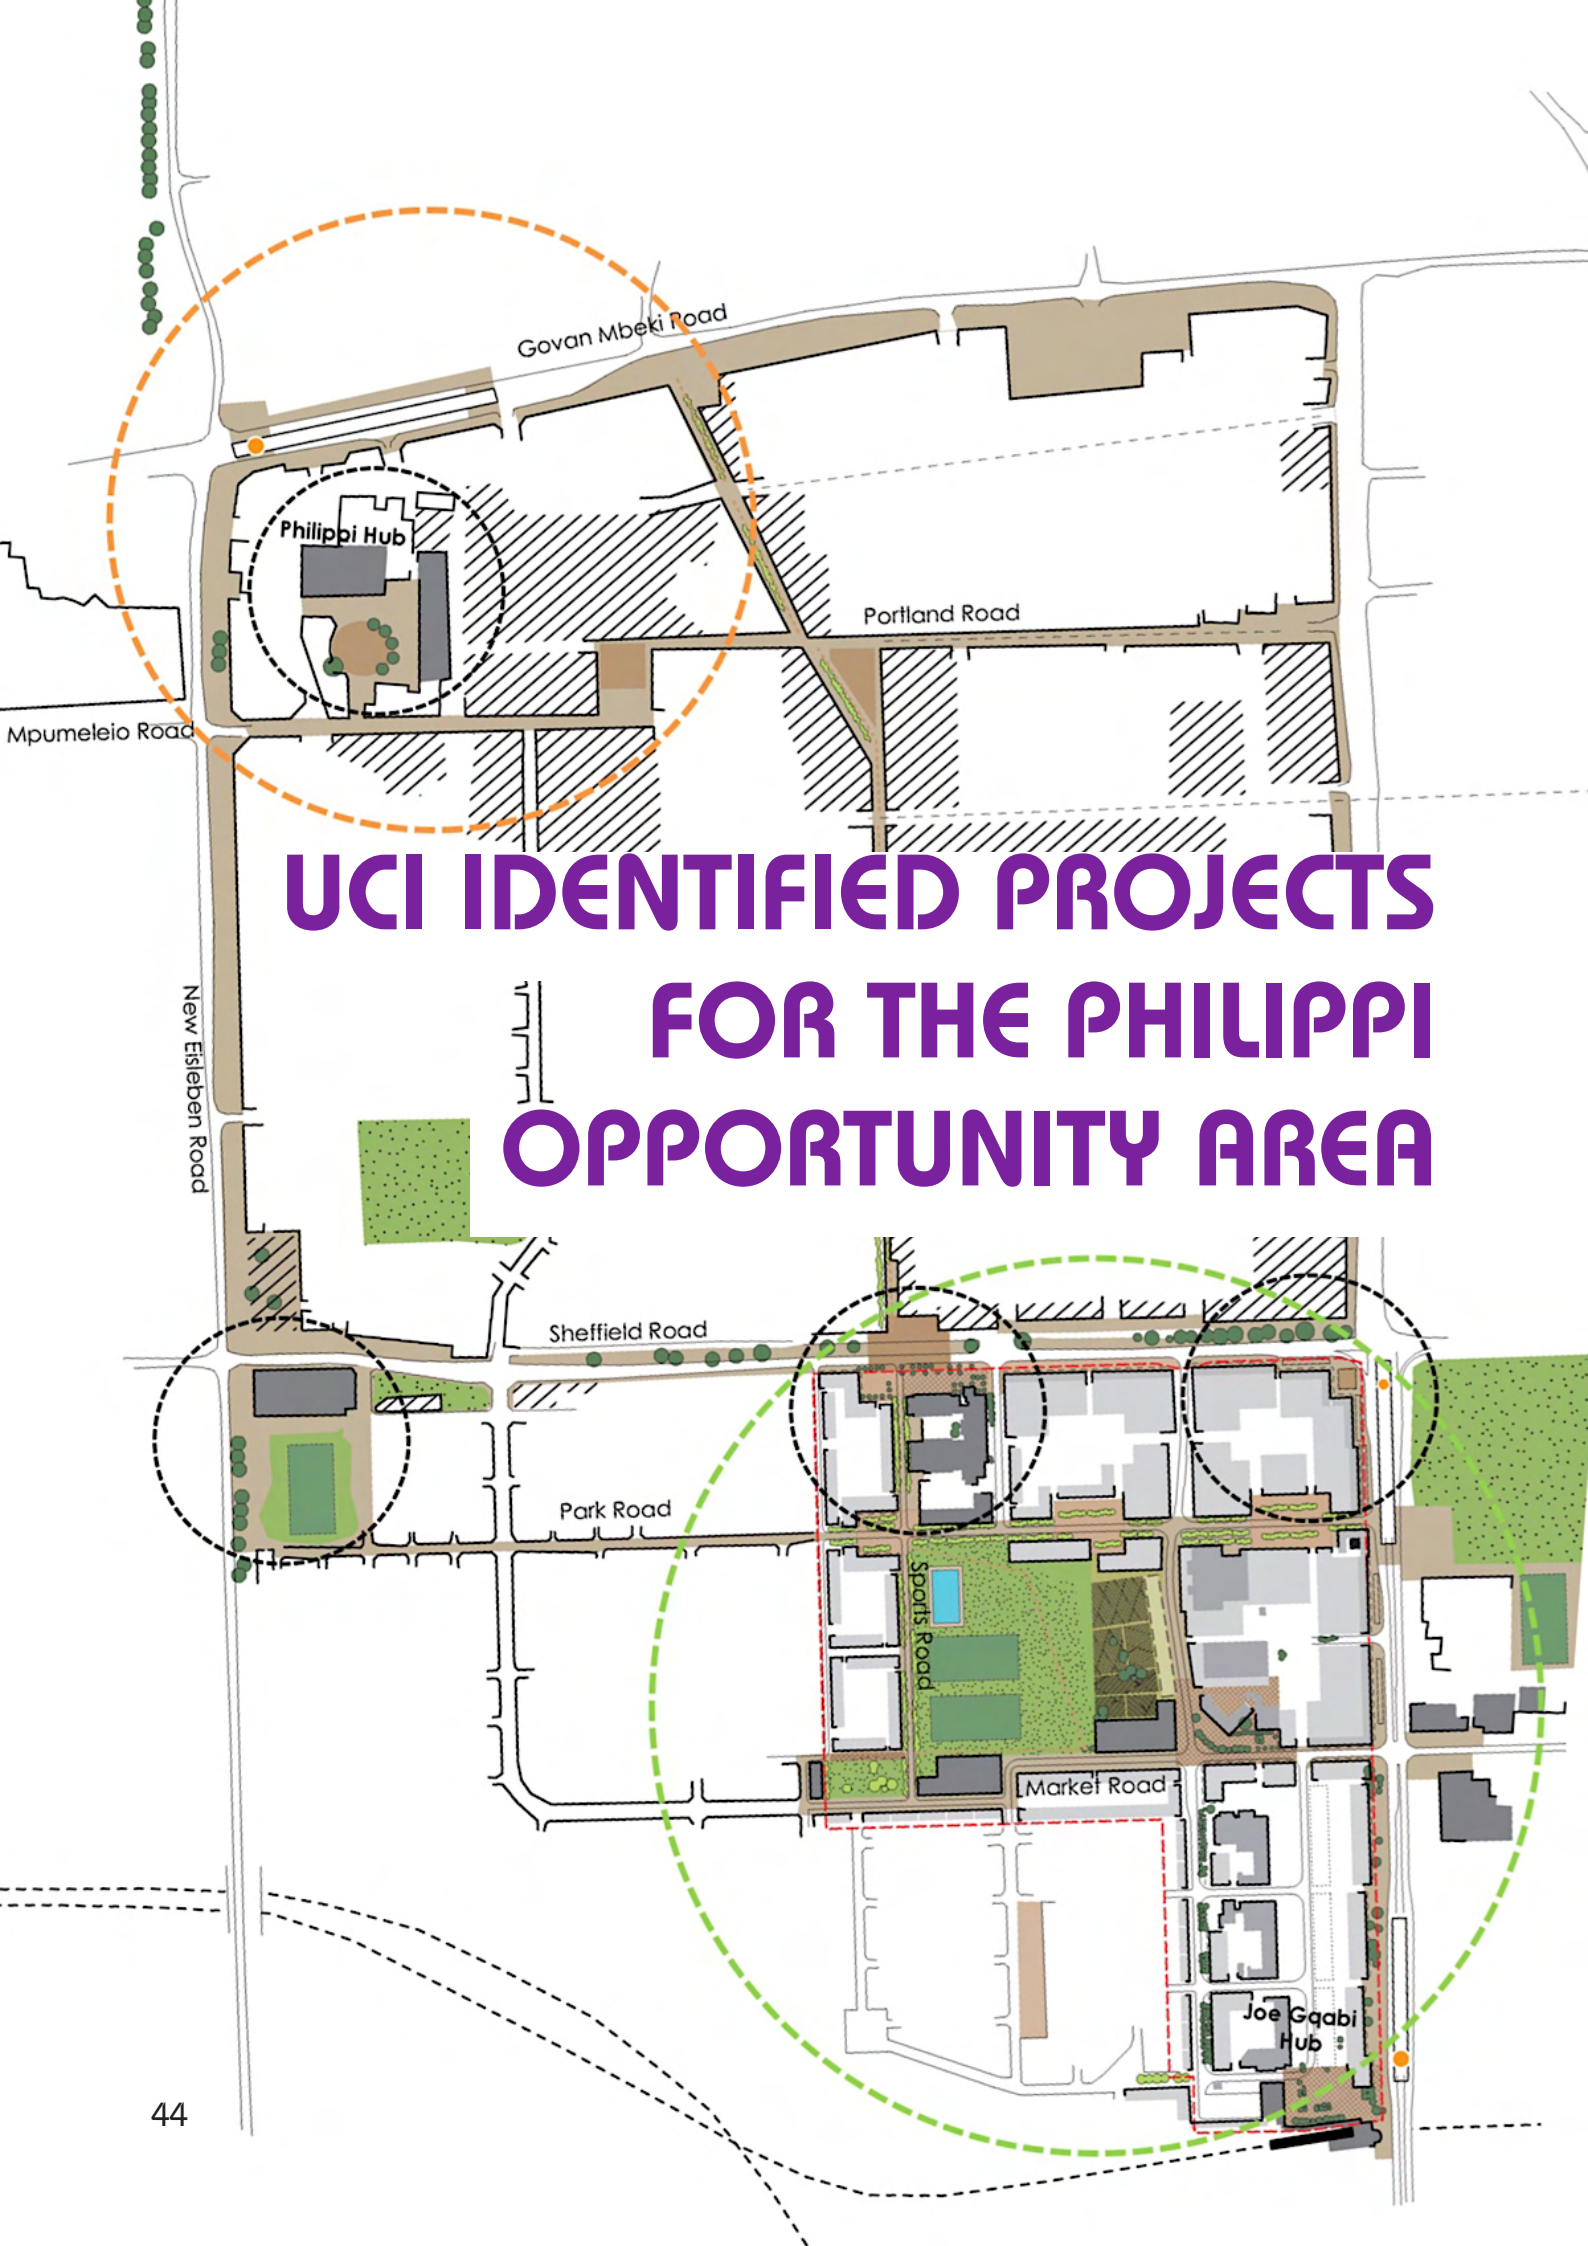 Govan Mbeki Road
Philippi Hub
Portland Road
Mpumeleio Road
UCI IDENTIFIED PROJECTS
FOR THE PHILIPPI
OPPORTUNITY AREA
New Eisleben Road
Sheffield Road
Park Road
Sports Road
Market Road
Joe Gqabi
Hub
44